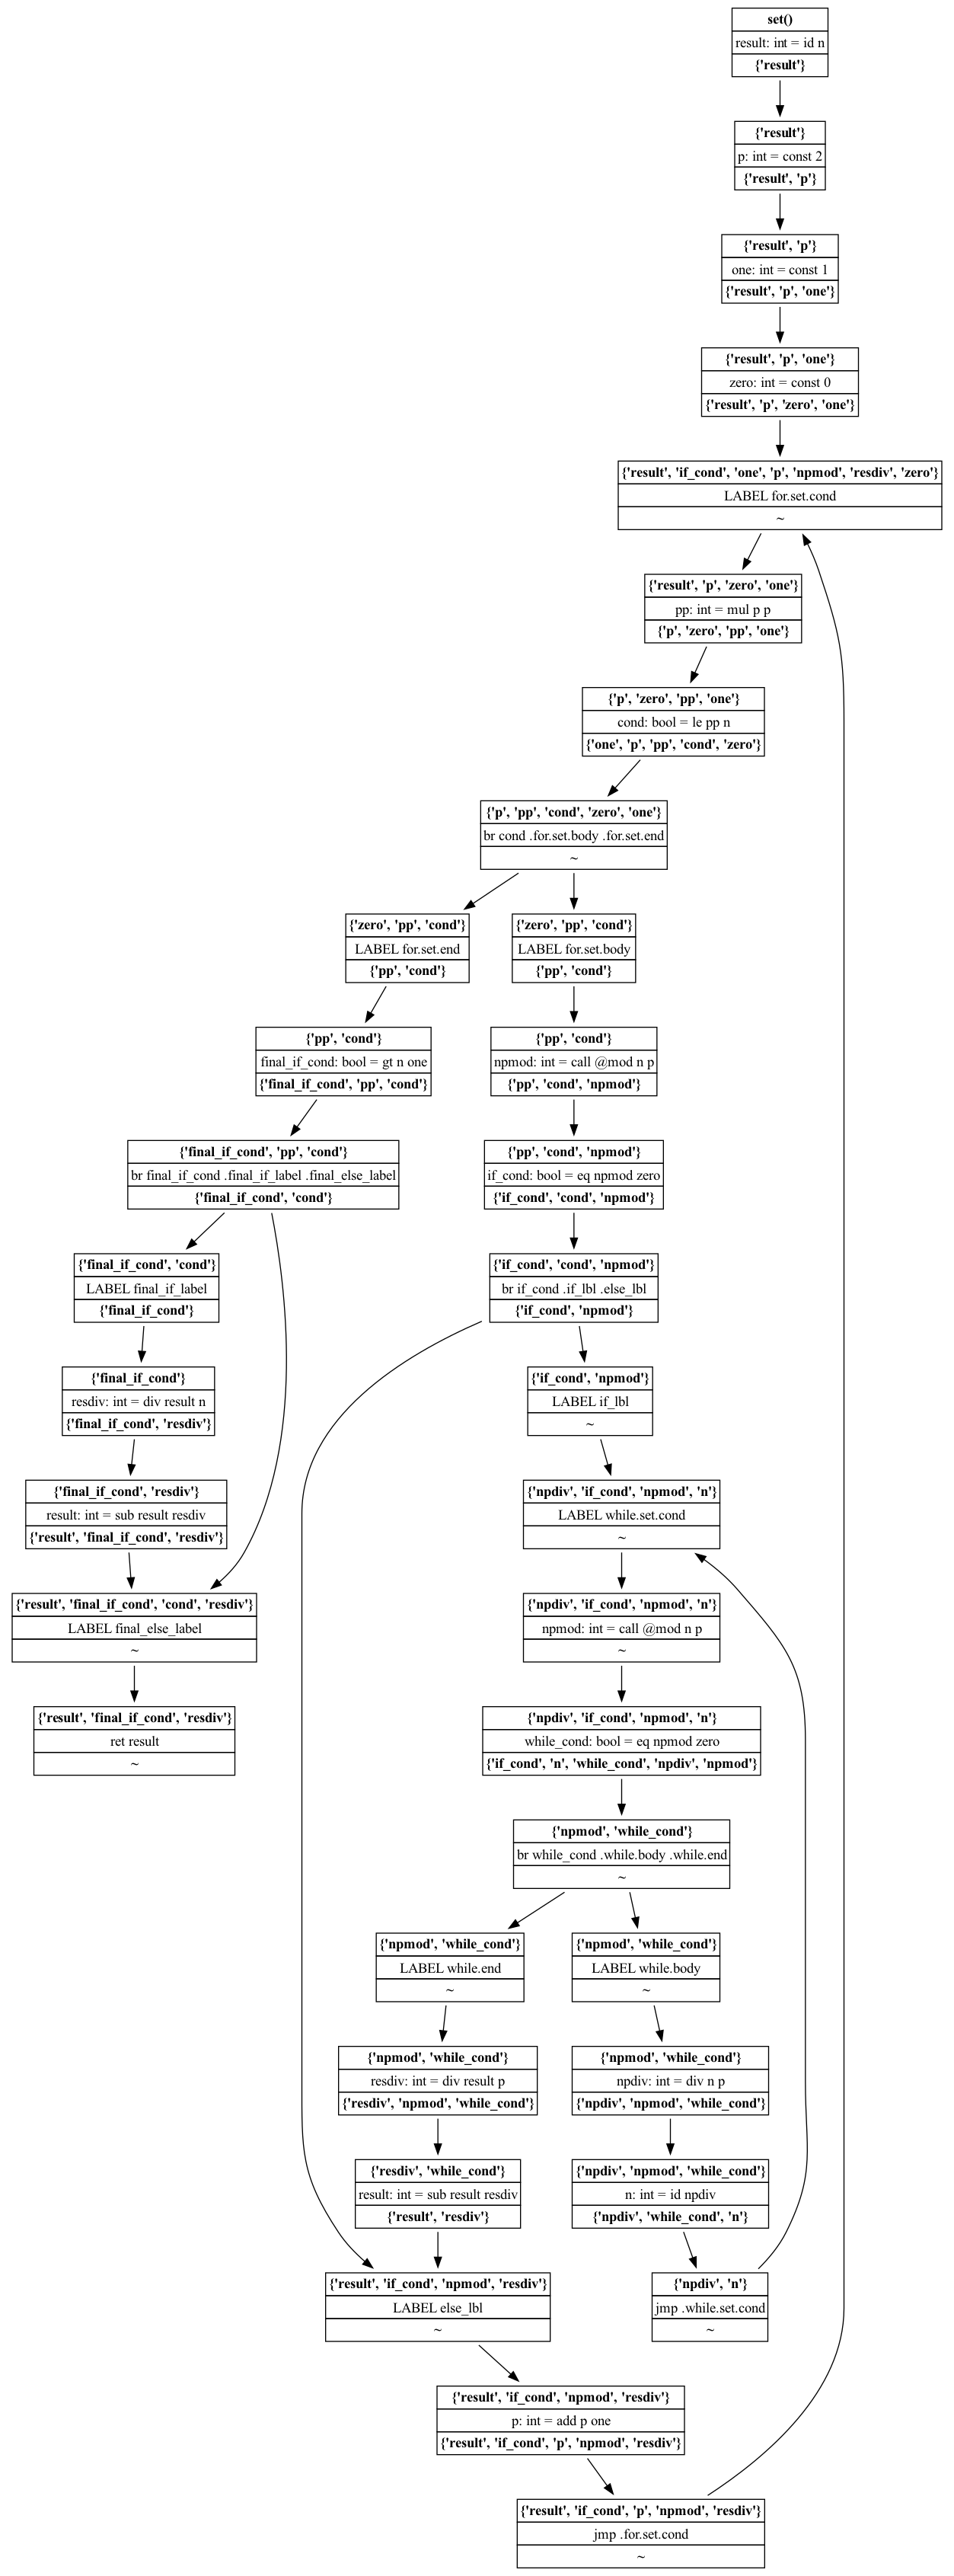 set()
result: int = id n
{'result'}
{'result'}
p: int = const 2
{'result', 'p'}
{'result', 'p'}
one: int = const 1
{'result', 'p', 'one'}
{'result', 'p', 'one'}
zero: int = const 0
{'result', 'p', 'zero', 'one'}
{'result', 'if_cond', 'one', 'p', 'npmod', 'resdiv', 'zero'}
LABEL for.set.cond
~
{'result', 'p', 'zero', 'one'}
pp: int = mul p p
{'p', 'zero', 'pp', 'one'}
{'p', 'zero', 'pp', 'one'}
cond: bool = le pp n
{'one', 'p', 'pp', 'cond', 'zero'}
{'p', 'pp', 'cond', 'zero', 'one'}
br cond .for.set.body .for.set.end
~
{'zero', 'pp', 'cond'}
LABEL for.set.end
{'pp', 'cond'}
{'zero', 'pp', 'cond'}
LABEL for.set.body
{'pp', 'cond'}
{'pp', 'cond'}
final_if_cond: bool = gt n one
{'final_if_cond', 'pp', 'cond'}
{'pp', 'cond'}
npmod: int = call @mod n p
{'pp', 'cond', 'npmod'}
{'final_if_cond', 'pp', 'cond'}
br final_if_cond .final_if_label .final_else_label
{'final_if_cond', 'cond'}
{'pp', 'cond', 'npmod'}
if_cond: bool = eq npmod zero
{'if_cond', 'cond', 'npmod'}
{'final_if_cond', 'cond'}
LABEL final_if_label
{'final_if_cond'}
{'if_cond', 'cond', 'npmod'}
br if_cond .if_lbl .else_lbl
{'if_cond', 'npmod'}
{'final_if_cond'}
resdiv: int = div result n
{'final_if_cond', 'resdiv'}
{'if_cond', 'npmod'}
LABEL if_lbl
~
{'final_if_cond', 'resdiv'}
result: int = sub result resdiv
{'result', 'final_if_cond', 'resdiv'}
{'npdiv', 'if_cond', 'npmod', 'n'}
LABEL while.set.cond
~
{'result', 'final_if_cond', 'cond', 'resdiv'}
LABEL final_else_label
~
{'npdiv', 'if_cond', 'npmod', 'n'}
npmod: int = call @mod n p
~
{'result', 'final_if_cond', 'resdiv'}
ret result
~
{'npdiv', 'if_cond', 'npmod', 'n'}
while_cond: bool = eq npmod zero
{'if_cond', 'n', 'while_cond', 'npdiv', 'npmod'}
{'npmod', 'while_cond'}
br while_cond .while.body .while.end
~
{'npmod', 'while_cond'}
LABEL while.end
~
{'npmod', 'while_cond'}
LABEL while.body
~
{'npmod', 'while_cond'}
resdiv: int = div result p
{'resdiv', 'npmod', 'while_cond'}
{'npmod', 'while_cond'}
npdiv: int = div n p
{'npdiv', 'npmod', 'while_cond'}
{'resdiv', 'while_cond'}
result: int = sub result resdiv
{'result', 'resdiv'}
{'npdiv', 'npmod', 'while_cond'}
n: int = id npdiv
{'npdiv', 'while_cond', 'n'}
{'result', 'if_cond', 'npmod', 'resdiv'}
LABEL else_lbl
~
{'npdiv', 'n'}
jmp .while.set.cond
~
{'result', 'if_cond', 'npmod', 'resdiv'}
p: int = add p one
{'result', 'if_cond', 'p', 'npmod', 'resdiv'}
{'result', 'if_cond', 'p', 'npmod', 'resdiv'}
jmp .for.set.cond
~